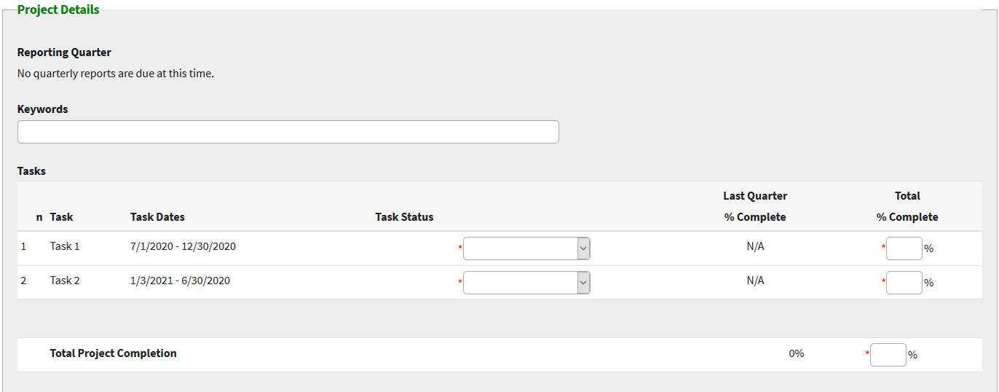 Project Details
Reporting Quarter
No quarterly reports are due at this time.
Keywords
Tasks
Last Quarter Total
n Task Task Dates Task Status % Complete % Complete
1 Task 1 7/1/2020 - 12/30/2020 * N/A * %
2 Task 2 1/3/2021 - 6/30/2020 * N/A * %
Total Project Completion 0% * %